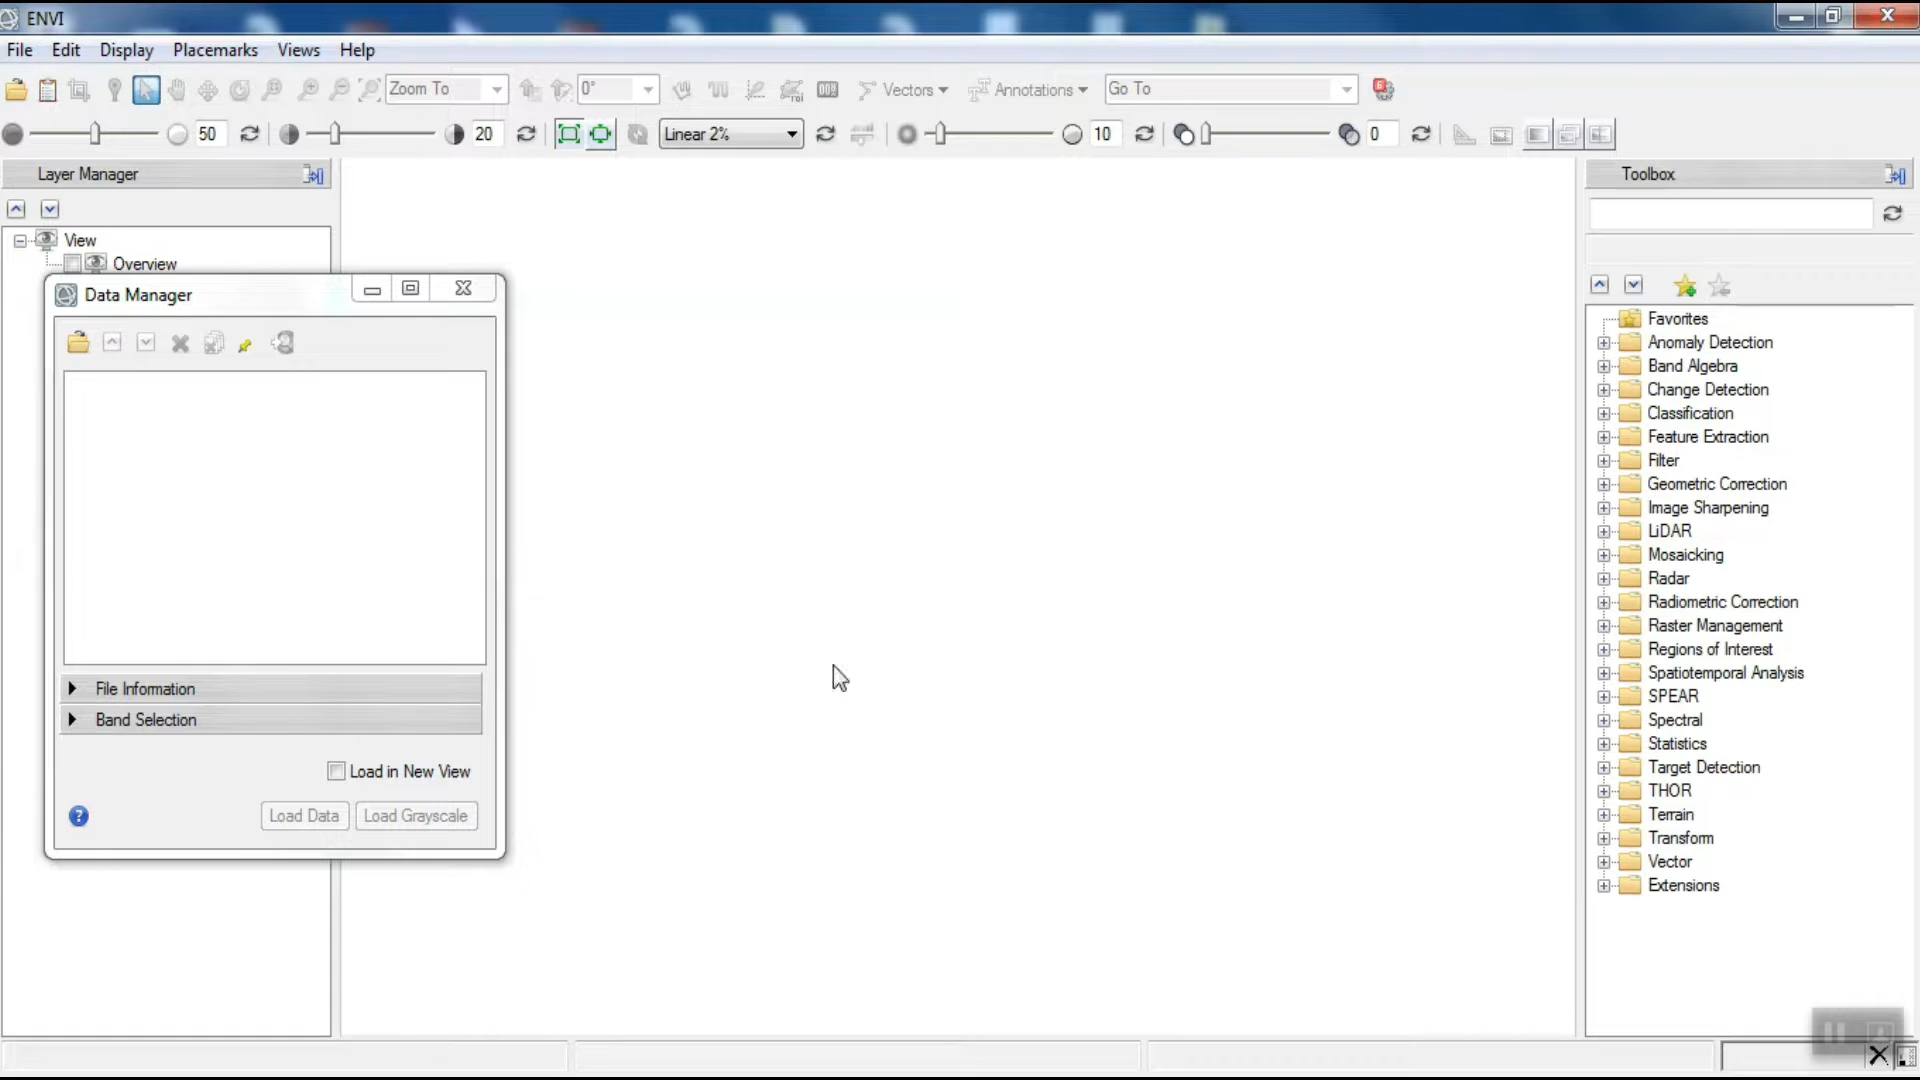 ENVI
File Edit Display Placemarks Views Help
Zoom To 0° Vectors Annotations Go To
50 20 Linear 2% 10 0
Layer Manager
View
Overview
Data Manager
File Information
Band Selection
Load in New View
Load Data Load Grayscale
Toolbox
Favorites
Anomaly Detection
Band Algebra
Change Detection
Classification
Feature Extraction
Filter
Geometric Correction
Image Sharpening
LiDAR
Mosaicking
Radar
Radiometric Correction
Raster Management
Regions of Interest
Spatiotemporal Analysis
SPEAR
Spectral
Statistics
Target Detection
THOR
Terrain
Transform
Vector
Extensions